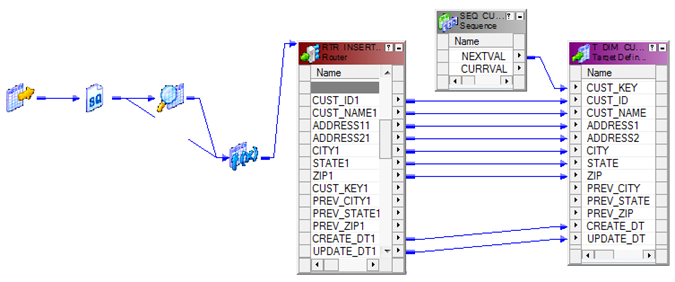 SQ
f(x)
RTR INSERT...
Router
Name
CUST_ID1
CUST_NAME1
ADDRESS11
ADDRESS21
CITY1
STATE1
ZIP1
CUST_KEY1
PREV_CITY1
PREV_STATE1
PREV_ZIP1
CREATE_DT1
UPDATE_DT1
SEQ_CU...
Sequence
Name
NEXTVAL
CURRVAL
T_DIM_CU...
Target Defin...
Name
CUST_KEY
CUST_ID
CUST_NAME
ADDRESS1
ADDRESS2
CITY
STATE
ZIP
PREV_CITY
PREV_STATE
PREV_ZIP
CREATE_DT
UPDATE_DT